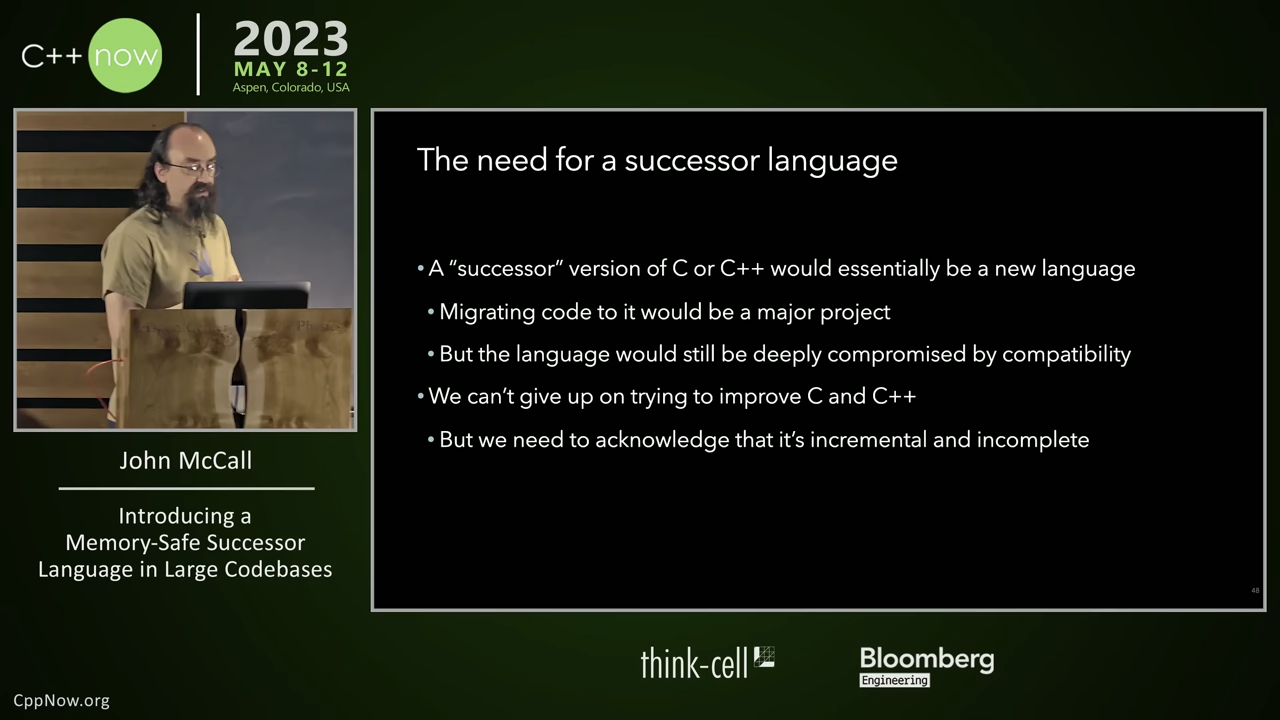 C++ now
2023
MAY 8-12
Aspen, Colorado, USA
The need for a successor language
• A “successor” version of C or C++ would essentially be a new language
• Migrating code to it would be a major project
• But the language would still be deeply compromised by compatibility
• We can’t give up on trying to improve C and C++
• But we need to acknowledge that it’s incremental and incomplete
48
John McCall
Introducing a
Memory-Safe Successor
Language in Large Codebases
think-cell
Bloomberg
Engineering
CppNow.org